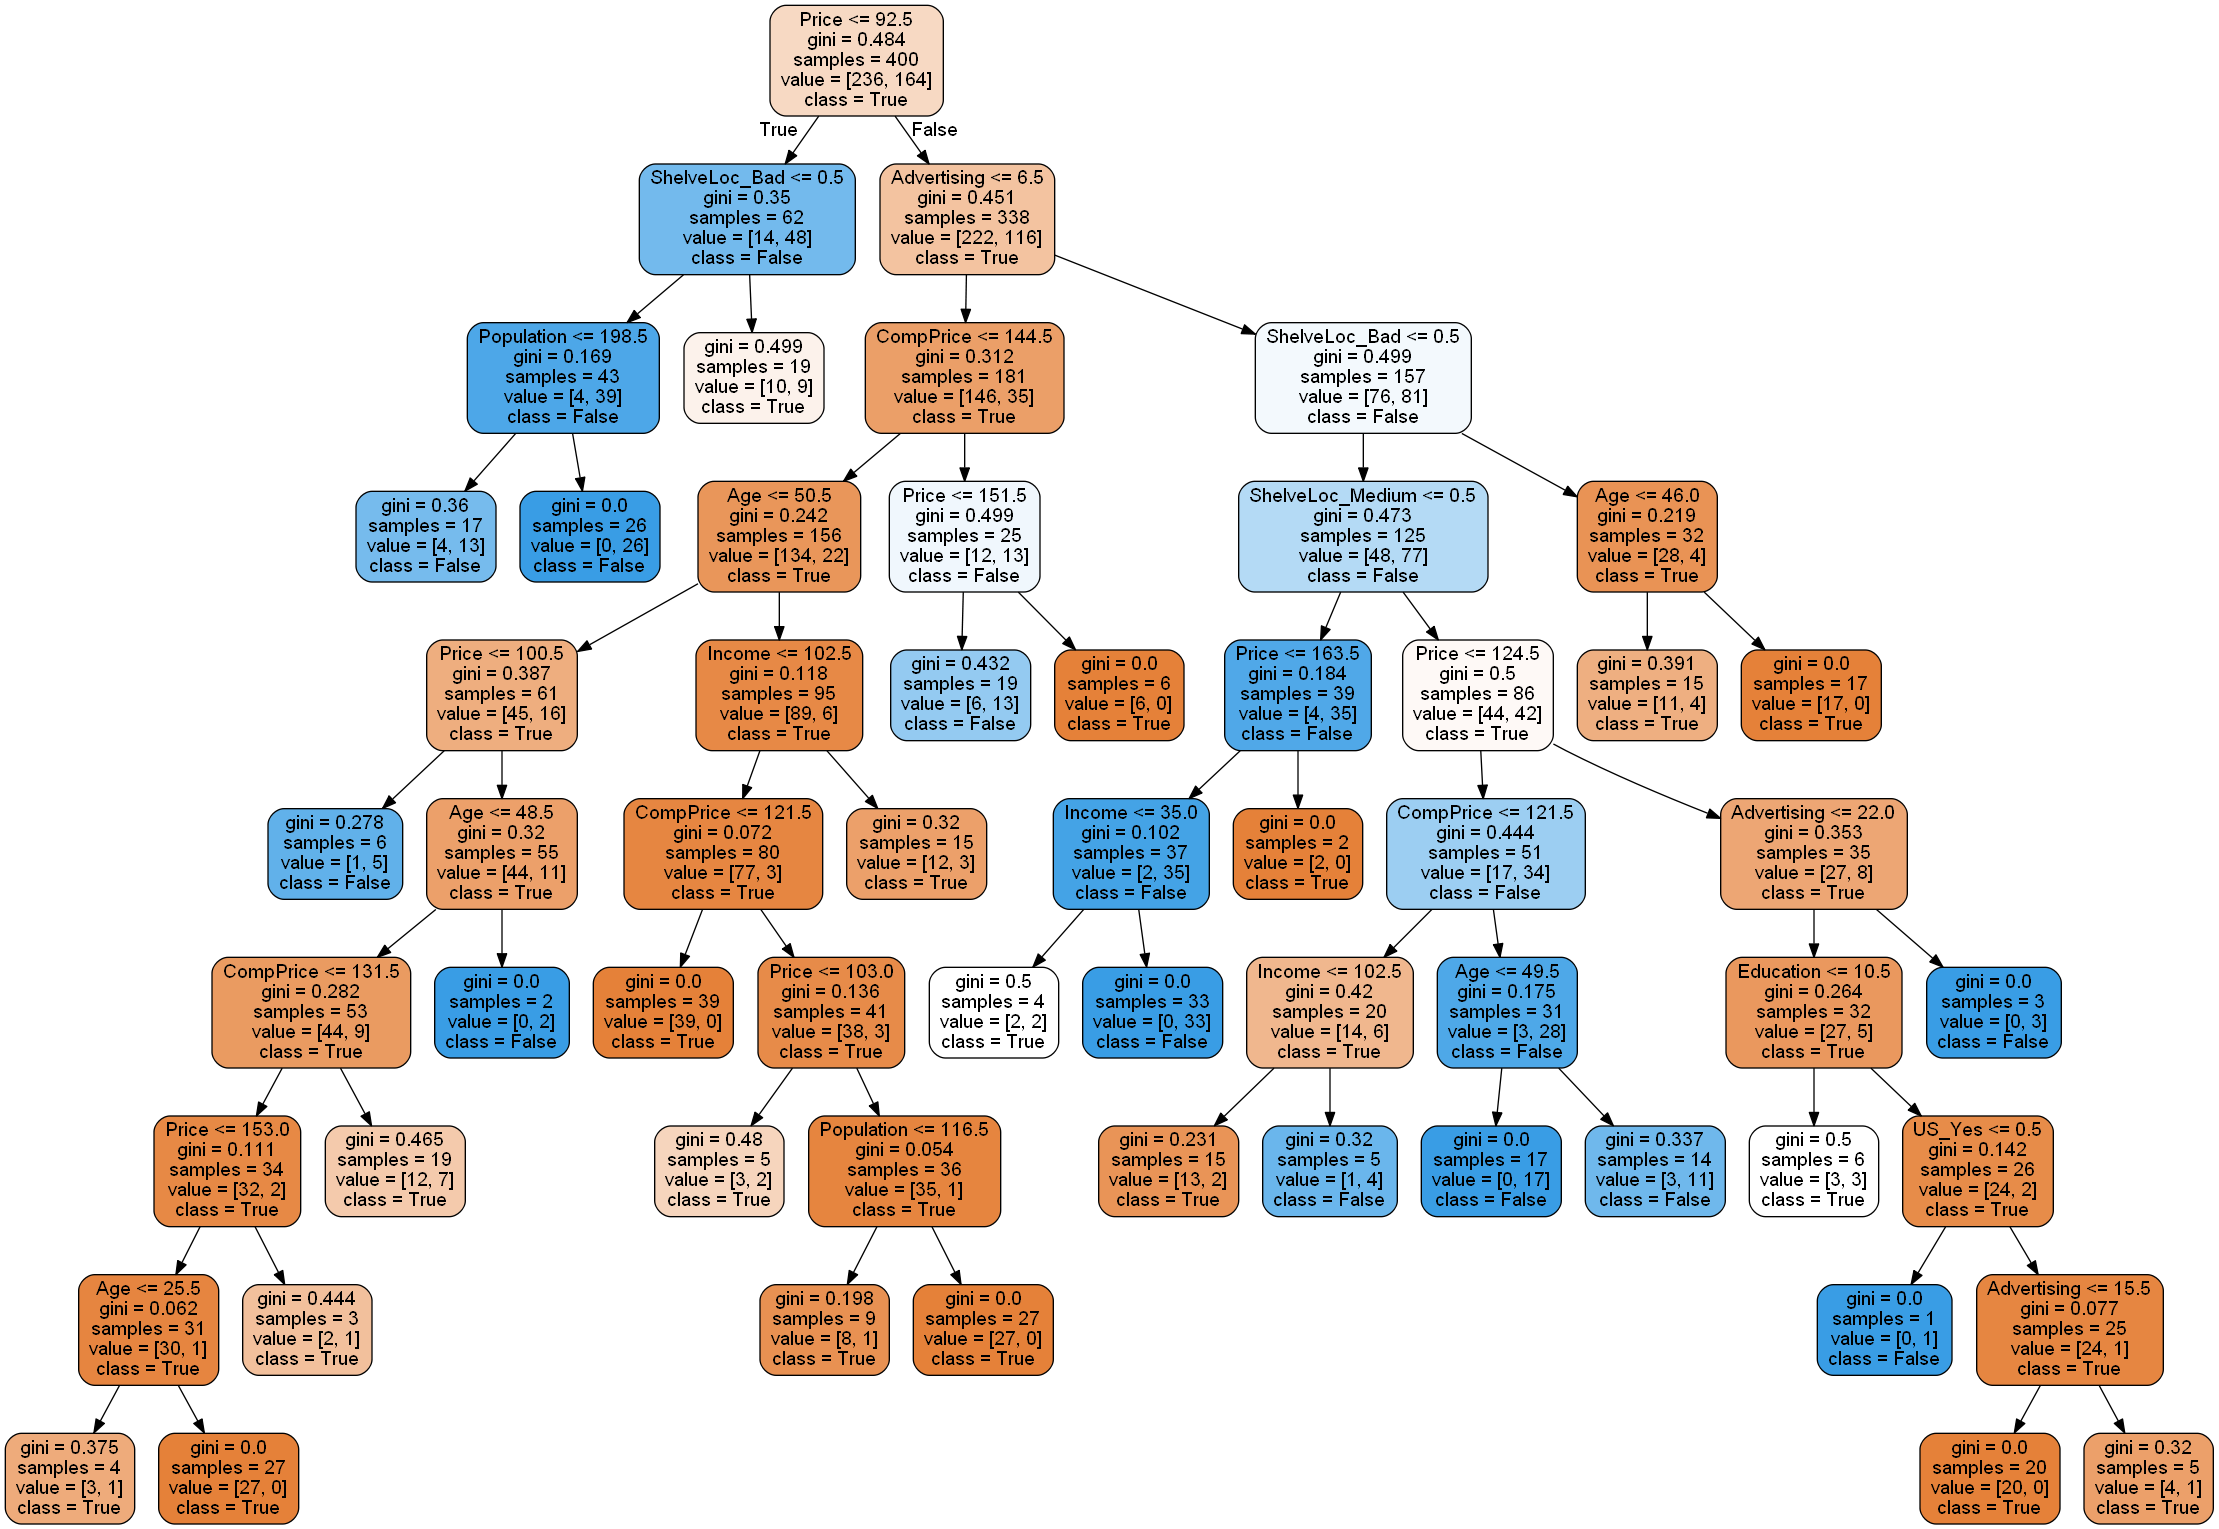 Price <= 92.5
gini = 0.484
samples = 400
value = [236, 164]
class = True
True
False
ShelveLoc_Bad <= 0.5
gini = 0.35
samples = 62
value = [14, 48]
class = False
Advertising <= 6.5
gini = 0.451
samples = 338
value = [222, 116]
class = True
Population <= 198.5
gini = 0.169
samples = 43
value = [4, 39]
class = False
gini = 0.499
samples = 19
value = [10, 9]
class = True
CompPrice <= 144.5
gini = 0.312
samples = 181
value = [146, 35]
class = True
ShelveLoc_Bad <= 0.5
gini = 0.499
samples = 157
value = [76, 81]
class = False
gini = 0.36
samples = 17
value = [4, 13]
class = False
gini = 0.0
samples = 26
value = [0, 26]
class = False
Age <= 50.5
gini = 0.242
samples = 156
value = [134, 22]
class = True
Price <= 151.5
gini = 0.499
samples = 25
value = [12, 13]
class = False
ShelveLoc_Medium <= 0.5
gini = 0.473
samples = 125
value = [48, 77]
class = False
Age <= 46.0
gini = 0.219
samples = 32
value = [28, 4]
class = True
Price <= 100.5
gini = 0.387
samples = 61
value = [45, 16]
class = True
Income <= 102.5
gini = 0.118
samples = 95
value = [89, 6]
class = True
gini = 0.432
samples = 19
value = [6, 13]
class = False
gini = 0.0
samples = 6
value = [6, 0]
class = True
Price <= 163.5
gini = 0.184
samples = 39
value = [4, 35]
class = False
Price <= 124.5
gini = 0.5
samples = 86
value = [44, 42]
class = True
gini = 0.391
samples = 15
value = [11, 4]
class = True
gini = 0.0
samples = 17
value = [17, 0]
class = True
gini = 0.278
samples = 6
value = [1, 5]
class = False
Age <= 48.5
gini = 0.32
samples = 55
value = [44, 11]
class = True
CompPrice <= 121.5
gini = 0.072
samples = 80
value = [77, 3]
class = True
gini = 0.32
samples = 15
value = [12, 3]
class = True
Income <= 35.0
gini = 0.102
samples = 37
value = [2, 35]
class = False
gini = 0.0
samples = 2
value = [2, 0]
class = True
CompPrice <= 121.5
gini = 0.444
samples = 51
value = [17, 34]
class = False
Advertising <= 22.0
gini = 0.353
samples = 35
value = [27, 8]
class = True
CompPrice <= 131.5
gini = 0.282
samples = 53
value = [44, 9]
class = True
gini = 0.0
samples = 2
value = [0, 2]
class = False
gini = 0.0
samples = 39
value = [39, 0]
class = True
Price <= 103.0
gini = 0.136
samples = 41
value = [38, 3]
class = True
gini = 0.5
samples = 4
value = [2, 2]
class = True
gini = 0.0
samples = 33
value = [0, 33]
class = False
Income <= 102.5
gini = 0.42
samples = 20
value = [14, 6]
class = True
Age <= 49.5
gini = 0.175
samples = 31
value = [3, 28]
class = False
Education <= 10.5
gini = 0.264
samples = 32
value = [27, 5]
class = True
gini = 0.0
samples = 3
value = [0, 3]
class = False
Price <= 153.0
gini = 0.111
samples = 34
value = [32, 2]
class = True
gini = 0.465
samples = 19
value = [12, 7]
class = True
gini = 0.48
samples = 5
value = [3, 2]
class = True
Population <= 116.5
gini = 0.054
samples = 36
value = [35, 1]
class = True
gini = 0.231
samples = 15
value = [13, 2]
class = True
gini = 0.32
samples = 5
value = [1, 4]
class = False
gini = 0.0
samples = 17
value = [0, 17]
class = False
gini = 0.337
samples = 14
value = [3, 11]
class = False
gini = 0.5
samples = 6
value = [3, 3]
class = True
US_Yes <= 0.5
gini = 0.142
samples = 26
value = [24, 2]
class = True
Age <= 25.5
gini = 0.062
samples = 31
value = [30, 1]
class = True
gini = 0.444
samples = 3
value = [2, 1]
class = True
gini = 0.198
samples = 9
value = [8, 1]
class = True
gini = 0.0
samples = 27
value = [27, 0]
class = True
gini = 0.0
samples = 1
value = [0, 1]
class = False
Advertising <= 15.5
gini = 0.077
samples = 25
value = [24, 1]
class = True
gini = 0.375
samples = 4
value = [3, 1]
class = True
gini = 0.0
samples = 27
value = [27, 0]
class = True
gini = 0.0
samples = 20
value = [20, 0]
class = True
gini = 0.32
samples = 5
value = [4, 1]
class = True